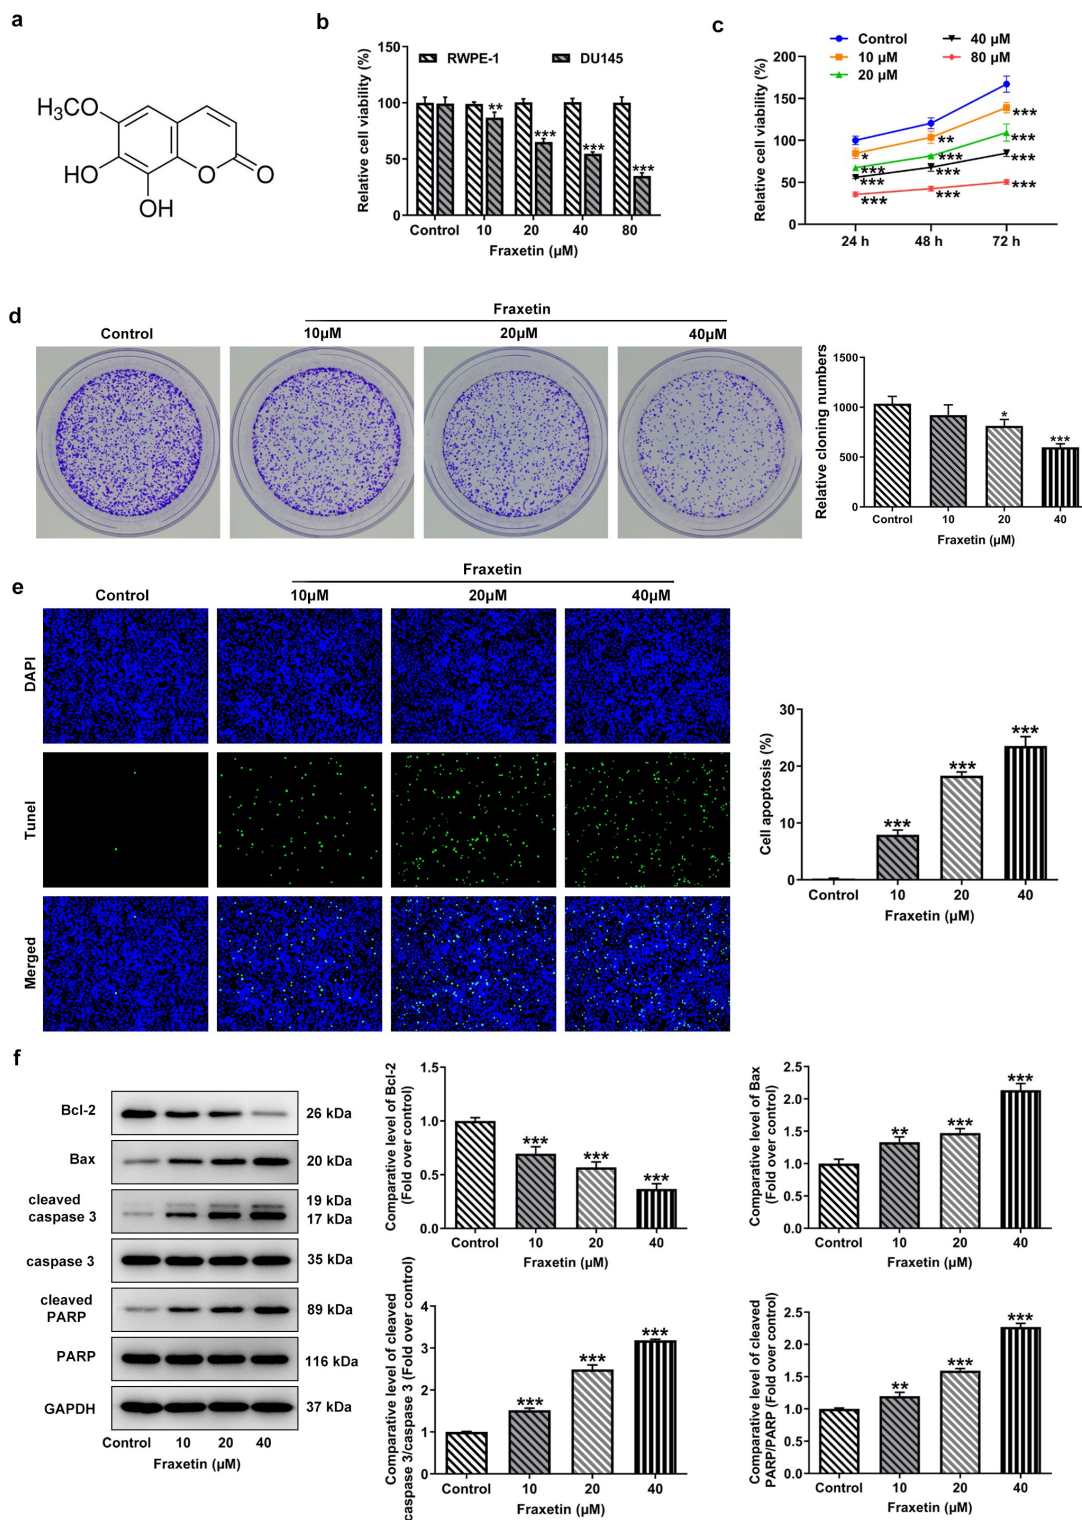 a
H₃C
O
HO
OH
O
O
b
Relative cell viability (%)
150
100
50
0
RWPE-1
DU145
**
***
***
***
Control
10
20
40
80
Fraxetin (μM)
c
Control
10 μM
20 μM
40 μM
80 μM
Relative cell viability (%)
200
150
100
50
0
*
***
***
***
**
***
***
***
***
***
***
***
24 h
48 h
72 h
d
Fraxetin
Control
10μM
20μM
40μM
Relative cloning numbers
1500
1000
500
0
*
***
Control
10
20
40
Fraxetin (μM)
e
Fraxetin
Control
10μM
20μM
40μM
DAPI
Tunel
Merged
Cell apoptosis (%)
30
20
10
0
***
***
***
Control
10
20
40
Fraxetin (μM)
f
Bcl-2
26 kDa
Bax
20 kDa
cleaved
caspase 3
19 kDa
17 kDa
caspase 3
35 kDa
cleaved
PARP
89 kDa
PARP
116 kDa
GAPDH
37 kDa
Control
10
20
40
Fraxetin (μM)
Comparative level of Bcl-2
(Fold over control)
1.5
1.0
0.5
0.0
***
***
***
Control
10
20
40
Fraxetin (μM)
Comparative level of Bax
(Fold over control)
2.5
2.0
1.5
1.0
0.5
0.0
**
***
***
Control
10
20
40
Fraxetin (μM)
Comparative level of cleaved
caspase 3/caspase 3 (Fold over control)
4
3
2
1
0
***
***
***
Control
10
20
40
Fraxetin (μM)
Comparative level of cleaved
PARP/PARP (Fold over control)
2.5
2.0
1.5
1.0
0.5
0.0
**
***
***
Control
10
20
40
Fraxetin (μM)